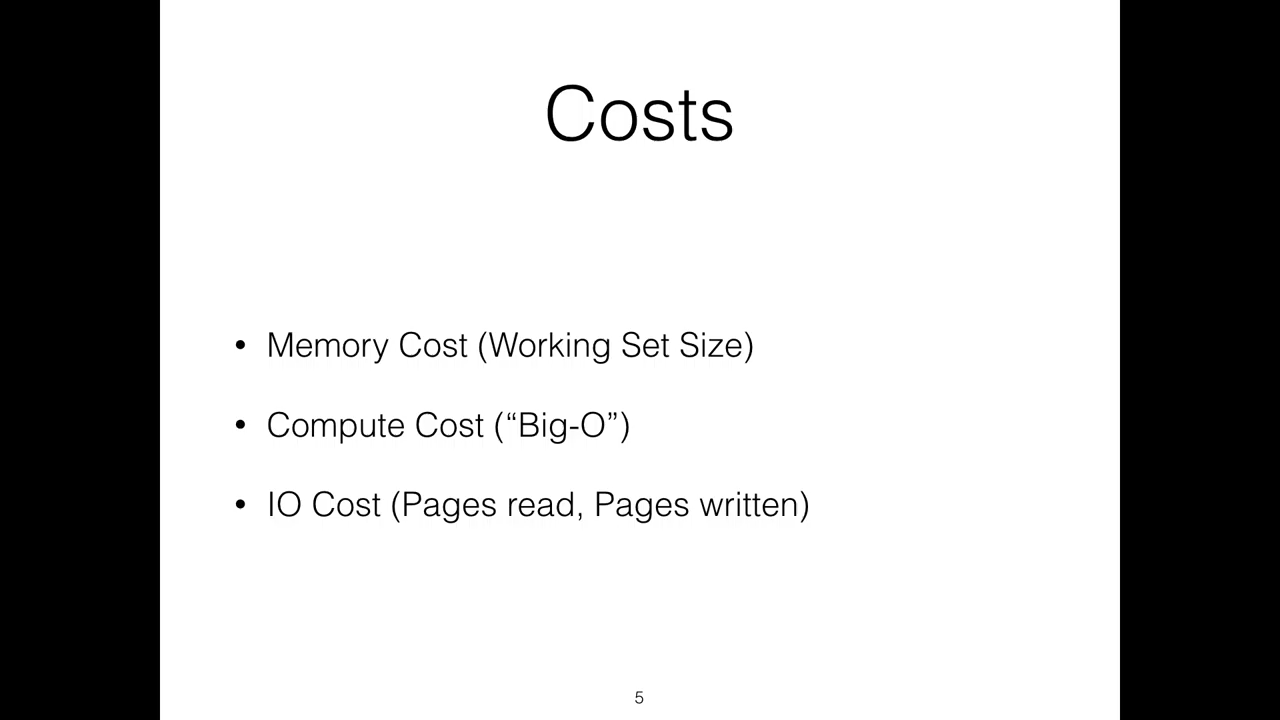 Costs
• Memory Cost (Working Set Size)
• Compute Cost (“Big-O”)
• IO Cost (Pages read, Pages written)
5